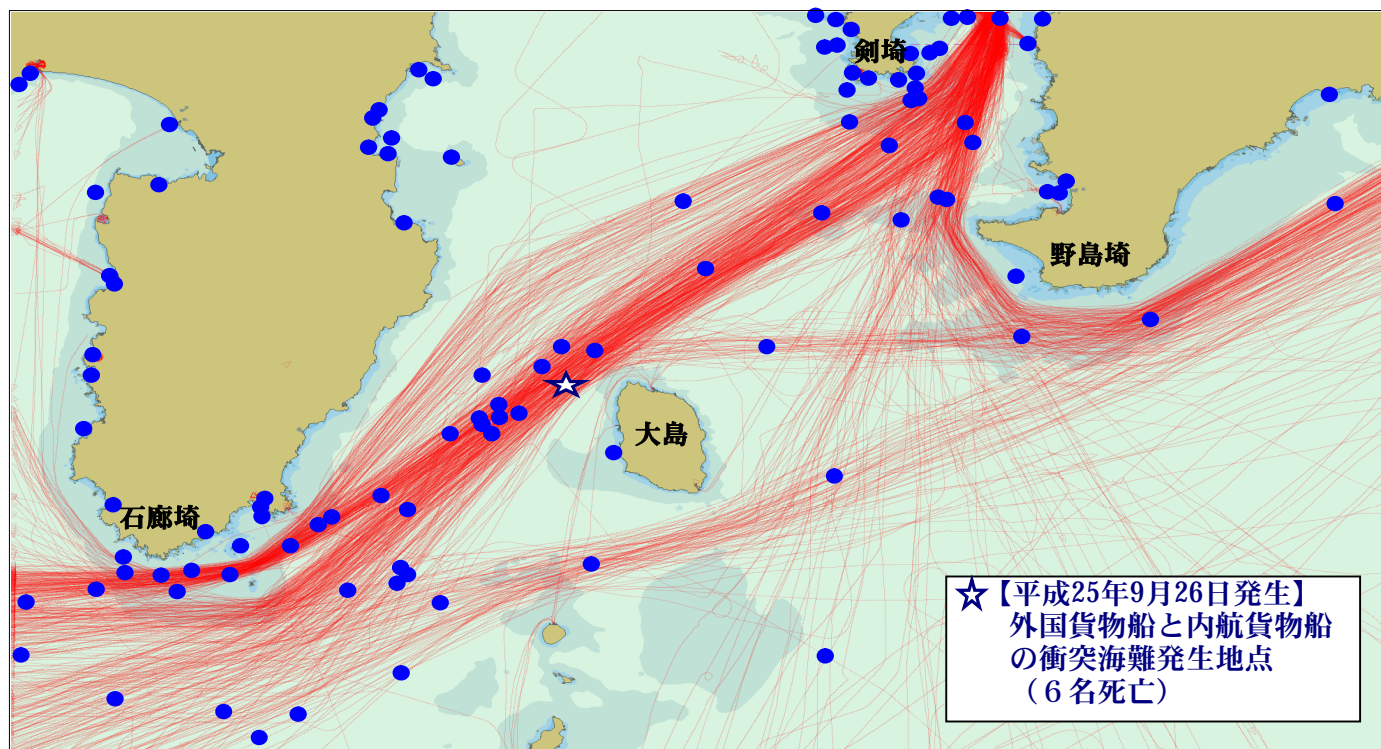 剱埼
野島埼
大島
石廊埼
☆【平成25年9月26日発生】
外国貨物船と内航貨物船
の衝突海難発生地点
（６名死亡）